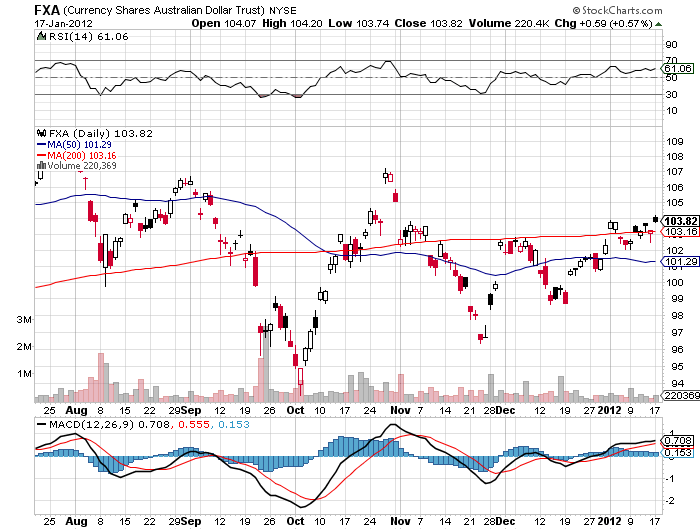 FXA (Currency Shares Australian Dollar Trust) NYSE © StockCharts.com
17-Jan-2012 Open 104.07 High 104.20 Low 103.74 Close 103.82 Volume 220.4K Chg +0.59 (+0.57%)
RSI(14) 61.06
90
70
61.06
50
30
10
FXA (Daily) 103.82
MA(50) 101.29
MA(200) 103.16
Volume 220,369
109
108
107
106
105
104
103.82
103.16
102
101.29
100
99
98
97
96
95
94
3M
2M
1M
220369
25 Aug 8 15 22 29 Sep 12 19 26 Oct 10 17 24 Nov 7 14 21 28 Dec 12 19 27 2012 9 17
MACD(12,26,9) 0.708, 0.555, 0.153
1
0.708
0.153
-1
-2
25 Aug 8 15 22 29 Sep 12 19 26 Oct 10 17 24 Nov 7 14 21 28 Dec 12 19 27 2012 9 17